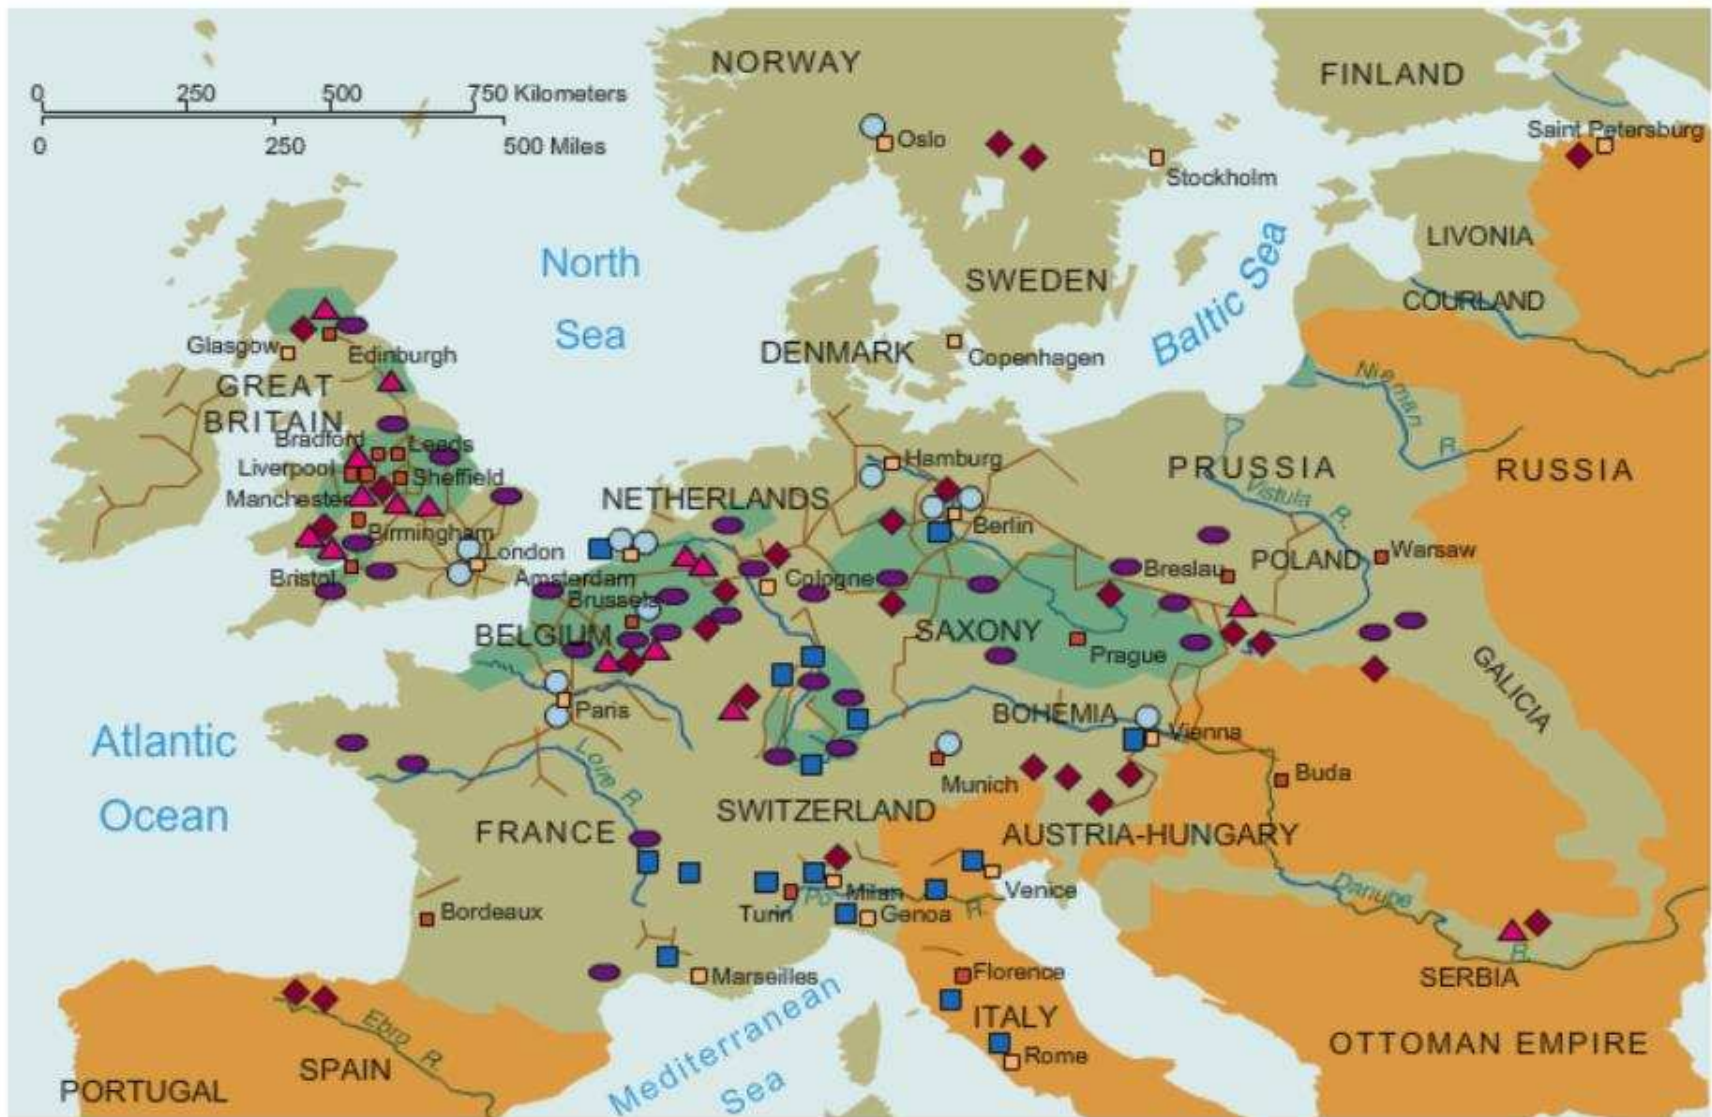 NORWAY
FINLAND
0 250 500 750 Kilometers
0 250 500 Miles
Oslo
Stockholm
Saint Petersburg
North
Sea
SWEDEN
Baltic Sea
LIVONIA
COURLAND
DENMARK
Copenhagen
Glasgow
Edinburgh
GREAT
BRITAIN
Nieman
R.
Bradford
Leeds
Liverpool
Sheffield
Manchester
Birmingham
London
Bristol
Hamburg
NETHERLANDS
PRUSSIA
RUSSIA
Vistula
R.
Berlin
Amsterdam
Cologne
Breslau
POLAND
Warsaw
Brussels
BELGIUM
SAXONY
Prague
GALICIA
Paris
BOHEMIA
Vienna
Atlantic
Ocean
Loire R.
Munich
Buda
SWITZERLAND
FRANCE
AUSTRIA-HUNGARY
Milan
Venice
Turin
Po
R.
Genoa
Danube
R.
Bordeaux
Marseilles
Florence
SERBIA
Mediterranean
Sea
ITALY
Rome
Ebro R.
SPAIN
PORTUGAL
OTTOMAN EMPIRE